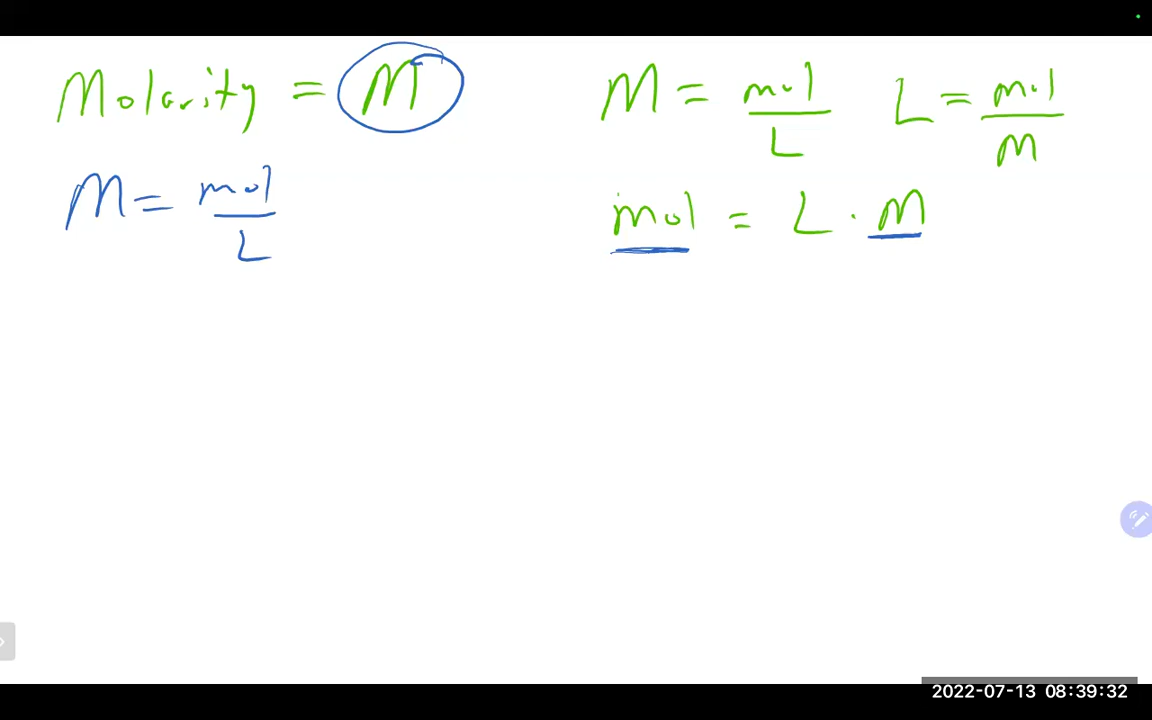 Molarity = M
M = mol/L
M = mol/L L = mol/M
mol = L · M
2022-07-13 08:39:32